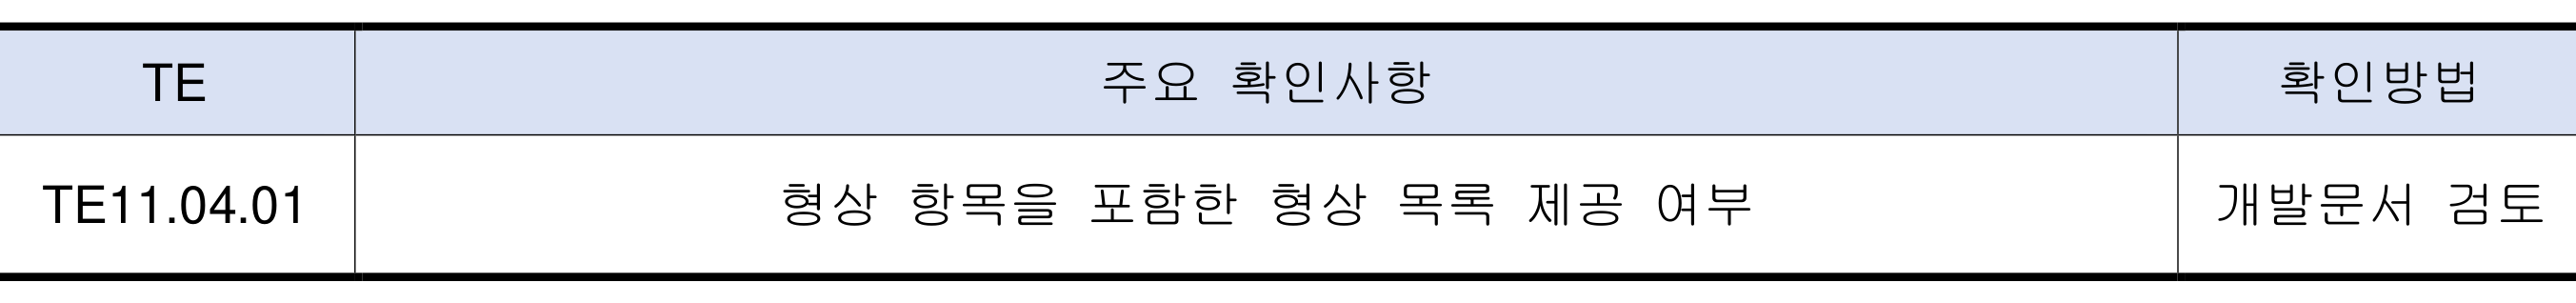 TE 주요 확인사항 확인방법
TE11.04.01 형상 항목을 포함한 형상 목록 제공 여부 개발문서 검토